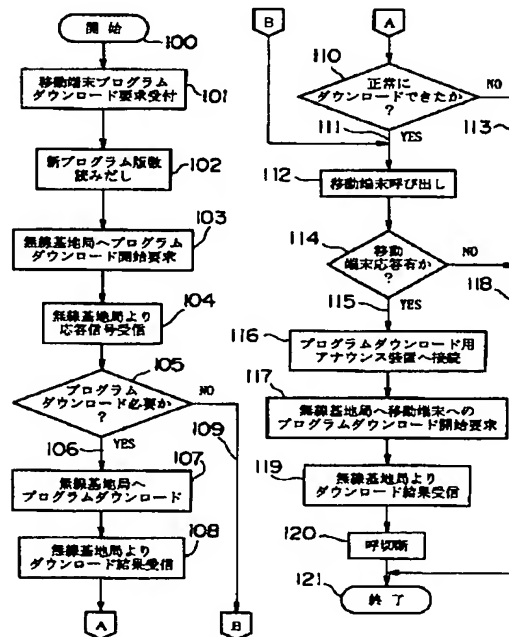 開始
100
移動端末プログラム
ダウンロード要求受付
101
102
新プログラム版数
読みだし
103
無線基地局へプログラム
ダウンロード開始要求
104
無線基地局より
応答信号受信
105
プログラム
ダウンロード必要か
?
NO
109
106
YES
107
無線基地局へ
プログラムダウンロード
108
無線基地局より
ダウンロード結果受信
A
B
B
A
110
正常に
ダウンロードできたか
?
NO
113
111
YES
112
移動端末呼び出し
114
移動
端末応答有か
?
NO
118
115
YES
116
プログラムダウンロード用
アナウンス装置へ接続
117
無線基地局へ移動端末への
プログラムダウンロード開始要求
119
無線基地局より
ダウンロード結果受信
120
呼切断
121
終了